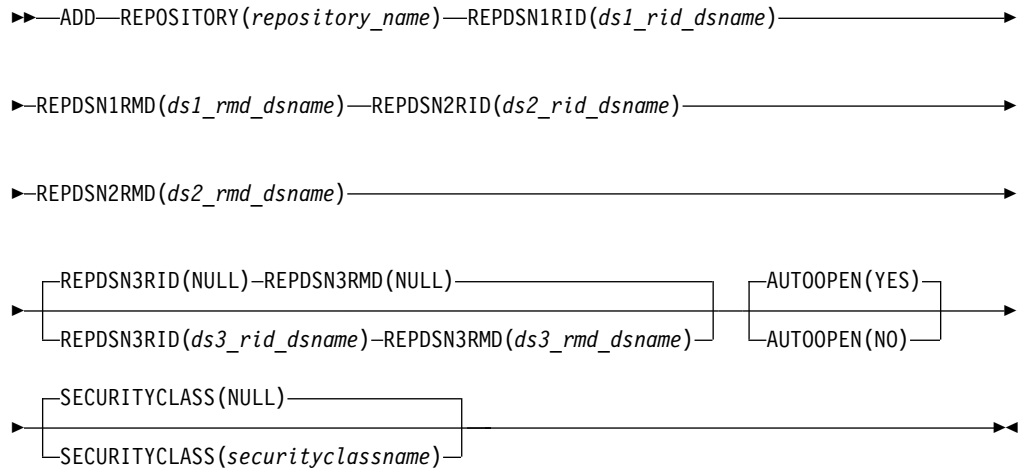 ADD REPOSITORY(repository_name) REPDSN1RID(ds1_rid_dsname)
REPDSN1RMD(ds1_rmd_dsname) REPDSN2RID(ds2_rid_dsname)
REPDSN2RMD(ds2_rmd_dsname)
REPDSN3RID(NULL) REPDSN3RMD(NULL) AUTOOPEN(YES)
REPDSN3RID(ds3_rid_dsname) REPDSN3RMD(ds3_rmd_dsname) AUTOOPEN(NO)
SECURITYCLASS(NULL)
SECURITYCLASS(securityclassname)